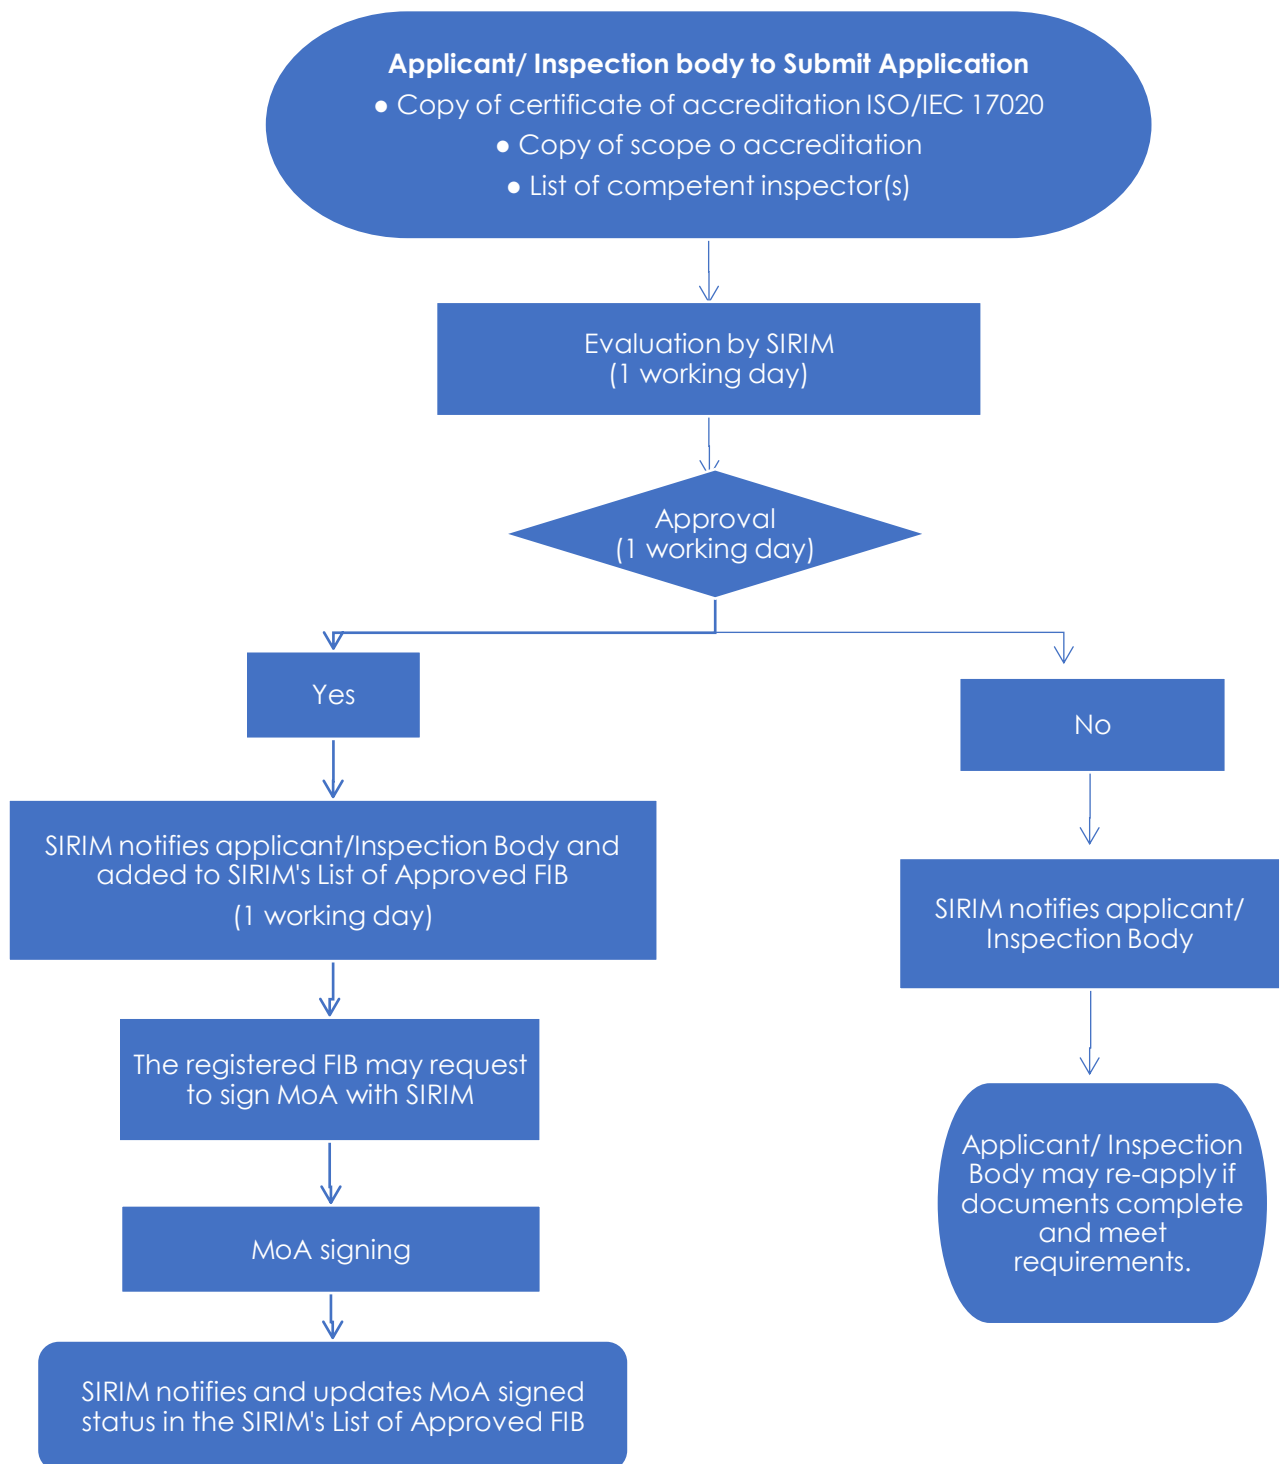 Applicant/ Inspection body to Submit Application
● Copy of certificate of accreditation ISO/IEC 17020
● Copy of scope o accreditation
● List of competent inspector(s)
Evaluation by SIRIM
(1 working day)
Approval
(1 working day)
Yes
No
SIRIM notifies applicant/Inspection Body and
added to SIRIM's List of Approved FIB
(1 working day)
SIRIM notifies applicant/
Inspection Body
The registered FIB may request
to sign MoA with SIRIM
Applicant/ Inspection
Body may re-apply if
documents complete
and meet
requirements.
MoA signing
SIRIM notifies and updates MoA signed
status in the SIRIM's List of Approved FIB